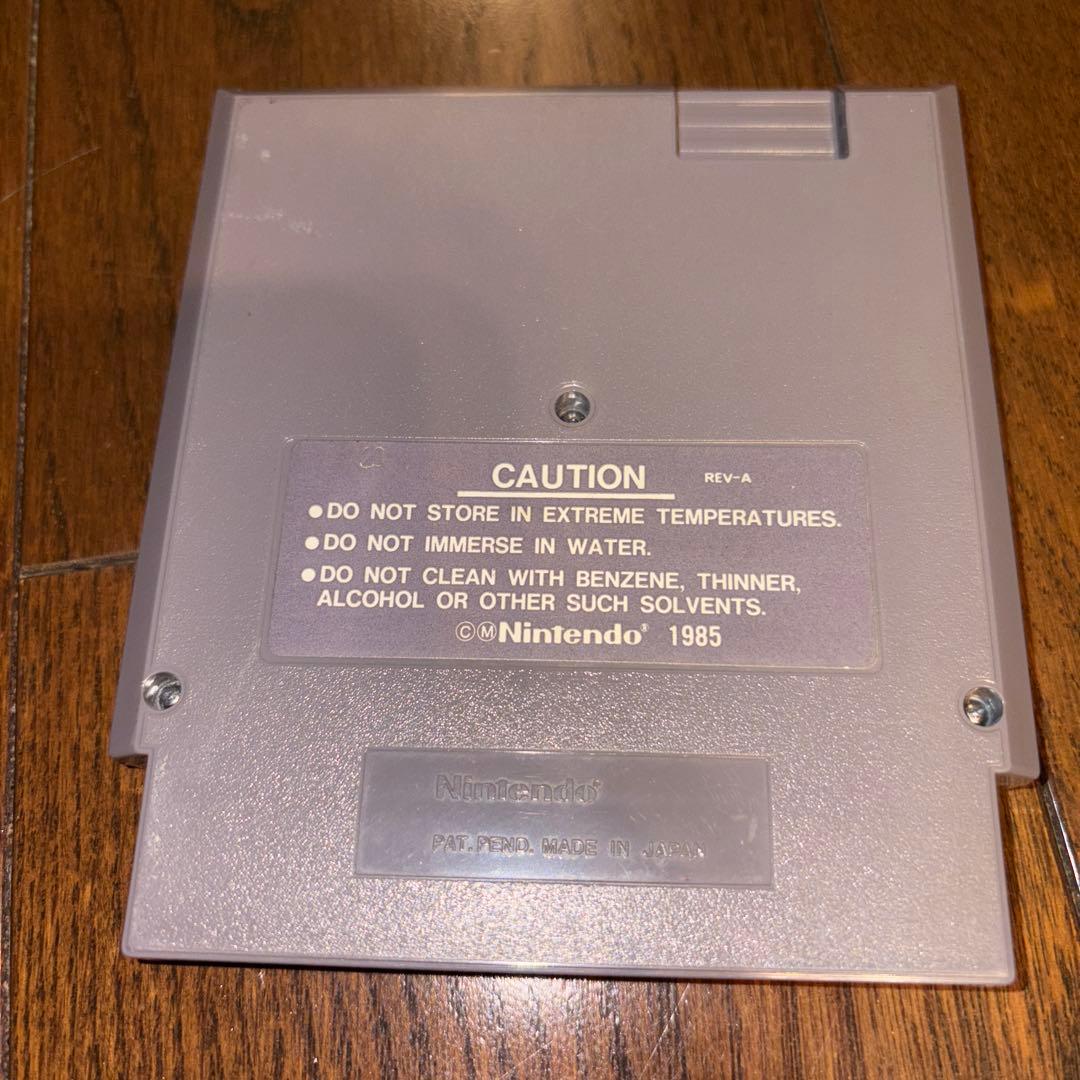 CAUTION REV-A
●DO NOT STORE IN EXTREME TEMPERATURES.
●DO NOT IMMERSE IN WATER.
●DO NOT CLEAN WITH BENZENE, THINNER,
ALCOHOL OR OTHER SUCH SOLVENTS.
ⒸⓂNintendo® 1985
Nintendo®
PAT. PEND. MADE IN JAPAN